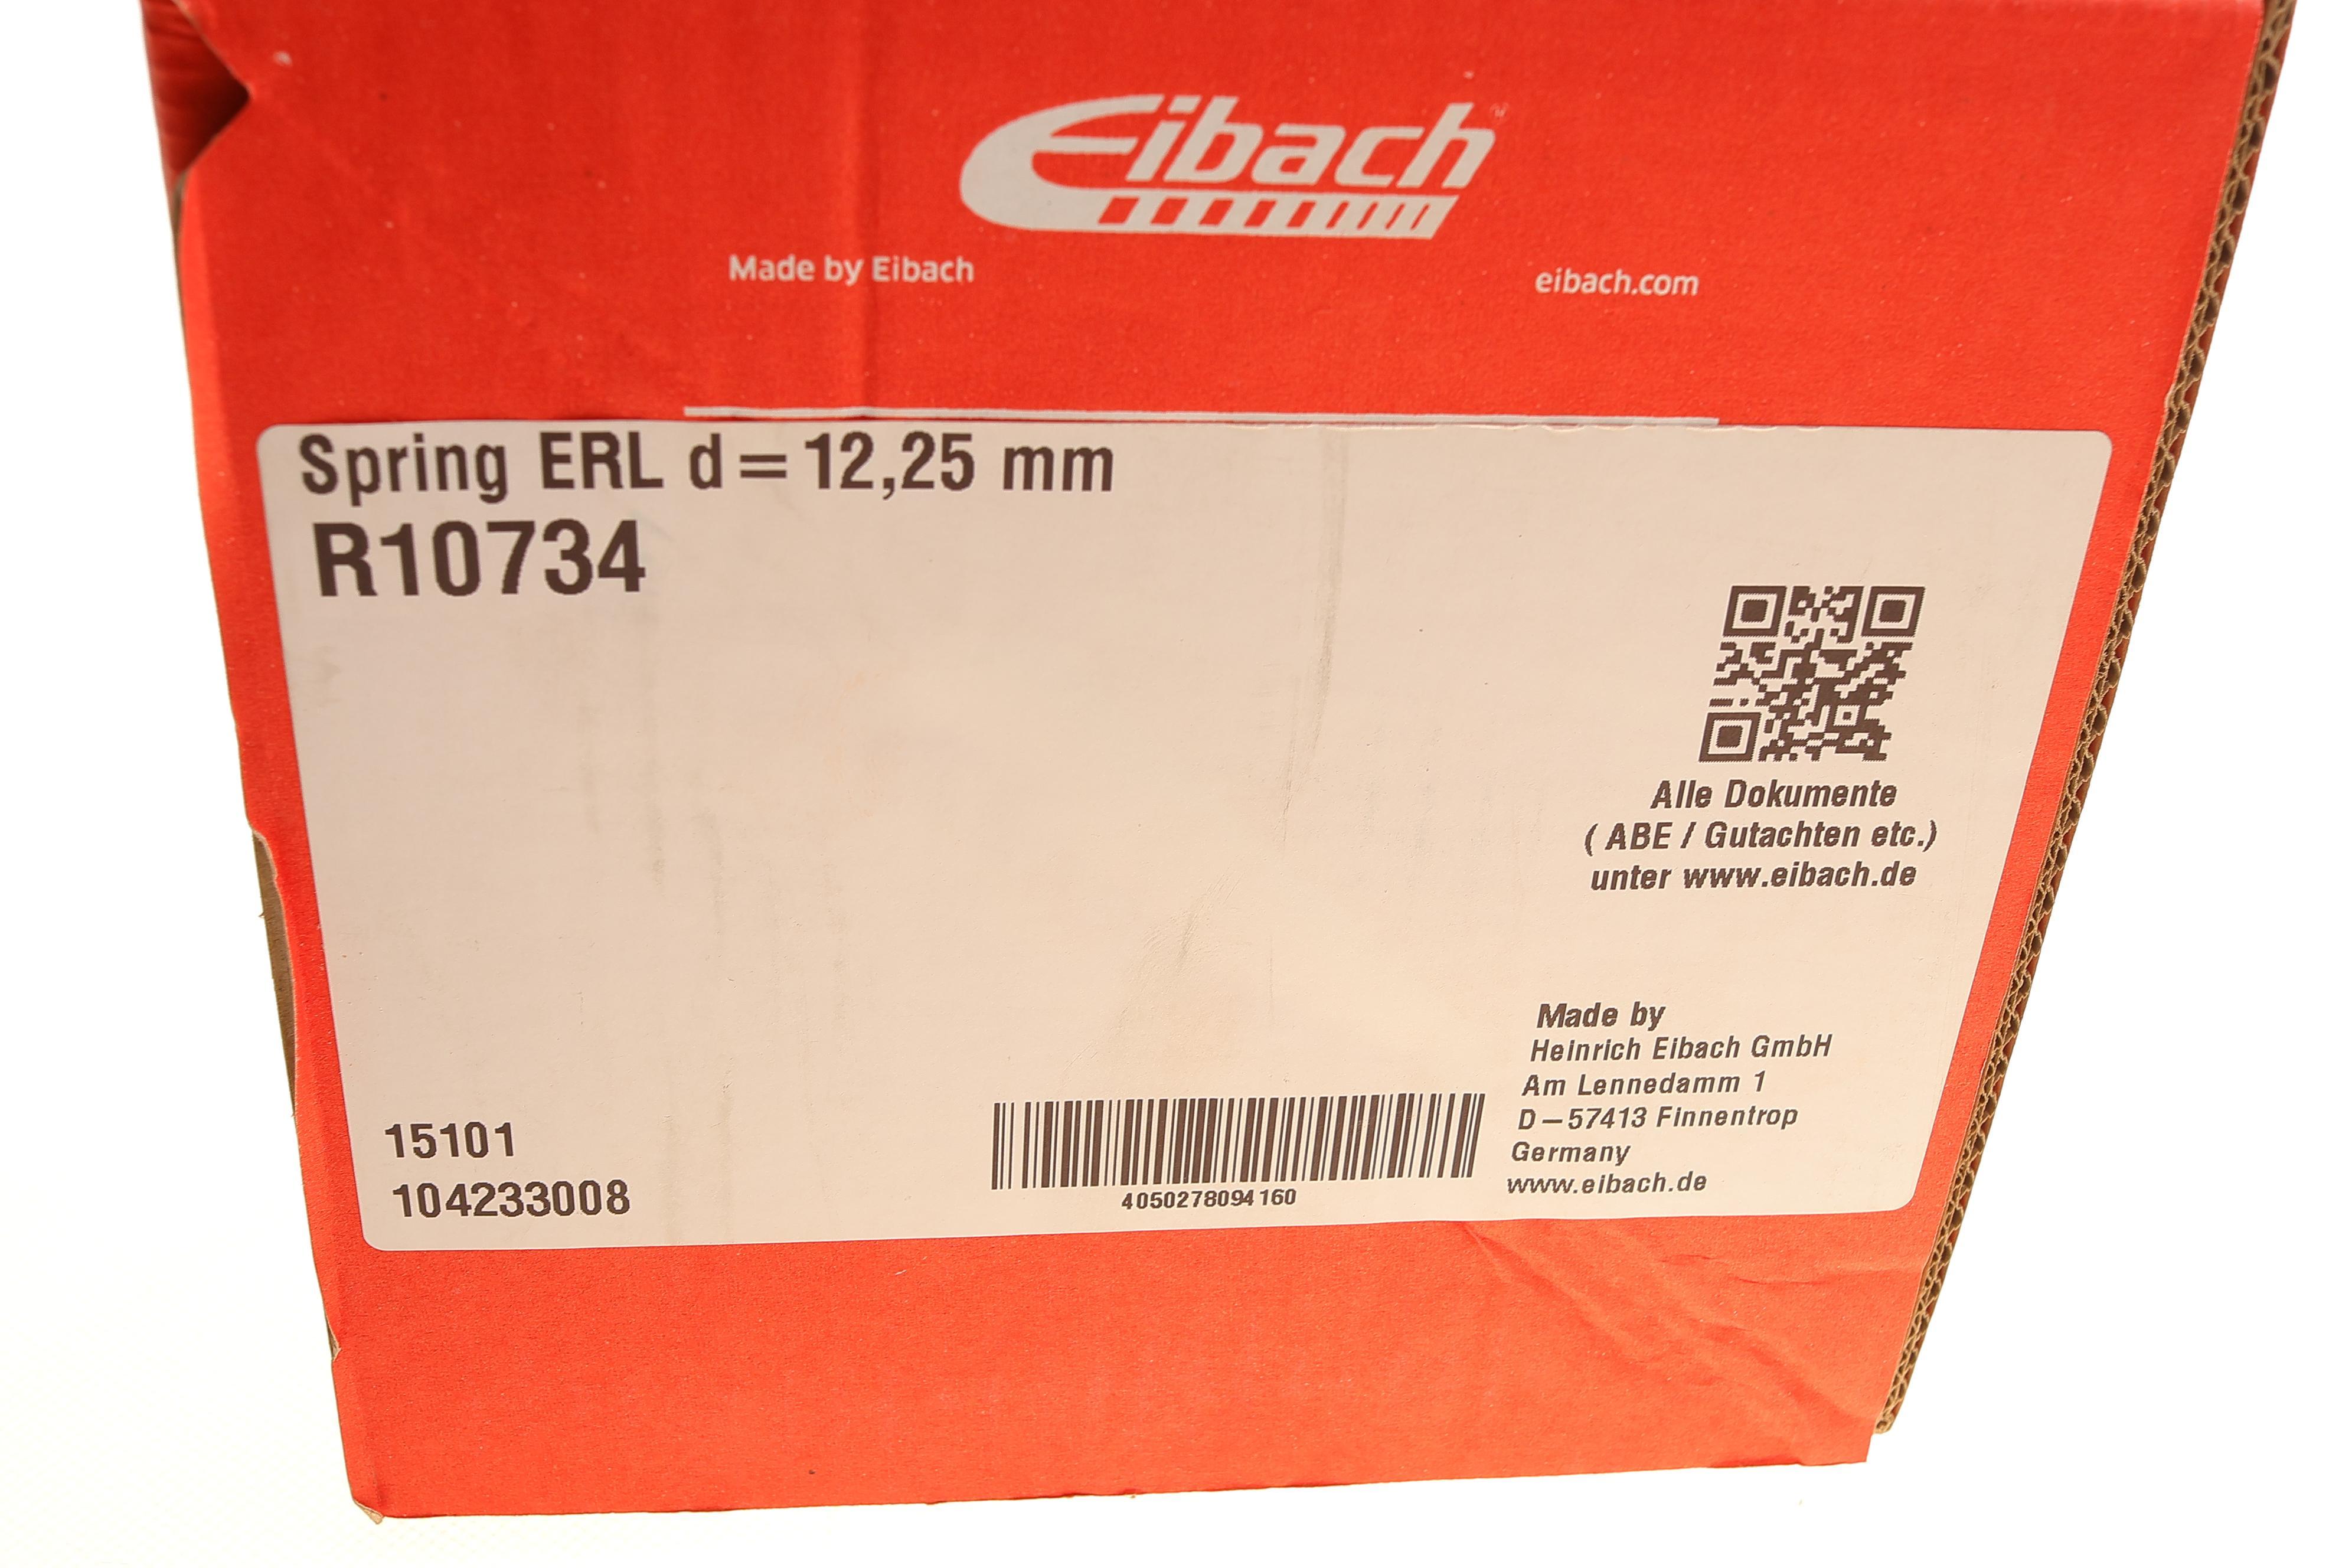 Eibach
Made by Eibach
eibach.com
Spring ERL d=12,25 mm
R10734
Alle Dokumente
( ABE / Gutachten etc.)
unter www.eibach.de
Made by
Heinrich Eibach GmbH
Am Lennedamm 1
D-57413 Finnentrop
Germany
www.eibach.de
15101
104233008
4050278094160